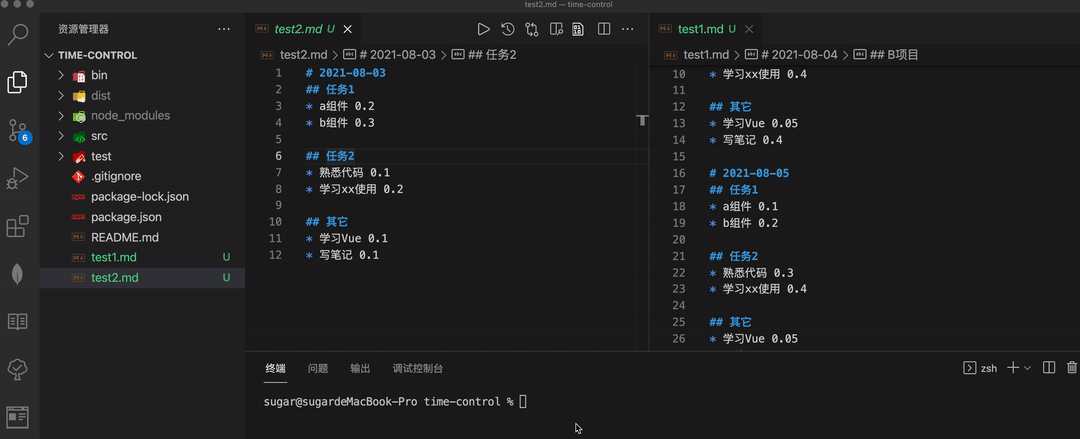 test2.md — time-control
资源管理器
TIME-CONTROL
bin
dist
node_modules
src
test
.gitignore
package-lock.json
package.json
README.md
test1.md U
test2.md U
6
test2.md U
test2.md > # 2021-08-03 > ## 任务2
1 # 2021-08-03
2 ## 任务1
3 * a组件 0.2
4 * b组件 0.3
5
6 ## 任务2
7 * 熟悉代码 0.1
8 * 学习xx使用 0.2
9
10 ## 其它
11 * 学习Vue 0.1
12 * 写笔记 0.1
test1.md U
test1.md > # 2021-08-04 > ## B项目
10 * 学习xx使用 0.4
11
12 ## 其它
13 * 学习Vue 0.05
14 * 写笔记 0.4
15
16 # 2021-08-05
17 ## 任务1
18 * a组件 0.1
19 * b组件 0.2
20
21 ## 任务2
22 * 熟悉代码 0.3
23 * 学习xx使用 0.4
24
25 ## 其它
26 * 学习Vue 0.05
终端 问题 输出 调试控制台
zsh
sugar@sugardeMacBook-Pro time-control %